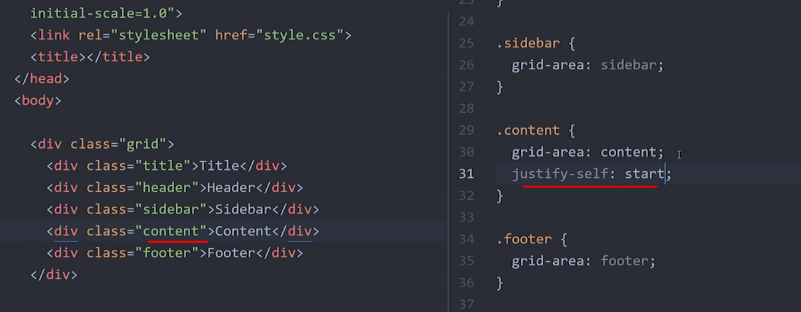 initial-scale=1.0">
<link rel="stylesheet" href="style.css">
<title></title>
</head>
<body>
<div class="grid">
<div class="title">Title</div>
<div class="header">Header</div>
<div class="sidebar">Sidebar</div>
<div class="content">Content</div>
<div class="footer">Footer</div>
</div>
23 }
24
25 .sidebar {
26 grid-area: sidebar;
27 }
28
29 .content {
30 grid-area: content;
31 justify-self: start;
32 }
33
34 .footer {
35 grid-area: footer;
36 }
37